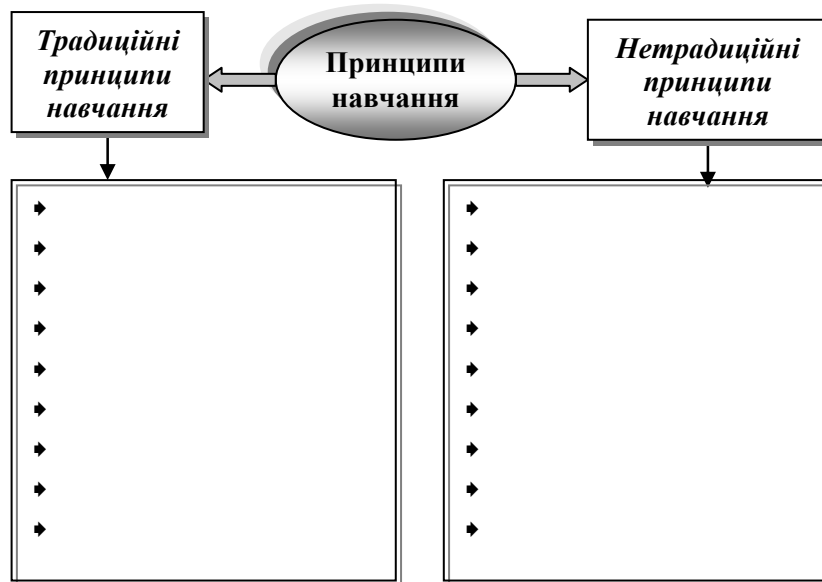 Традиційні
принципи
навчання
Принципи
навчання
Нетрадиційні
принципи
навчання